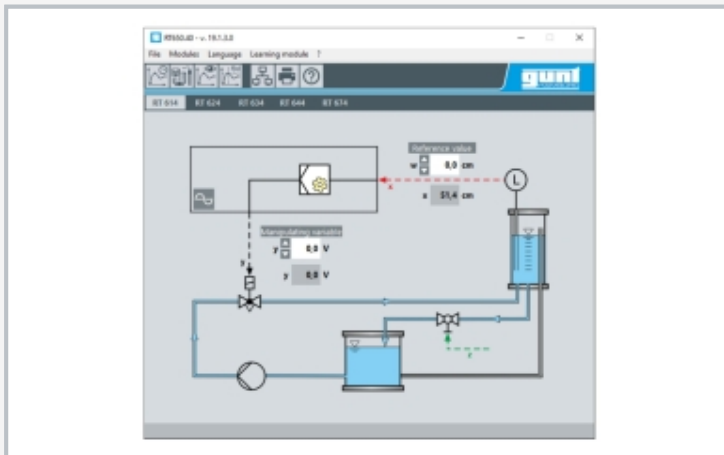 RT650.40 - v. 19.1.3.0
File Modules Language Learning module ?
gunt
RT 614 RT 624 RT 634 RT 644 RT 674
Reference value
w 0,0 cm
x
x 51,4 cm
L
Manipulating variable
y 0,0 V
y
y 0,0 V
z